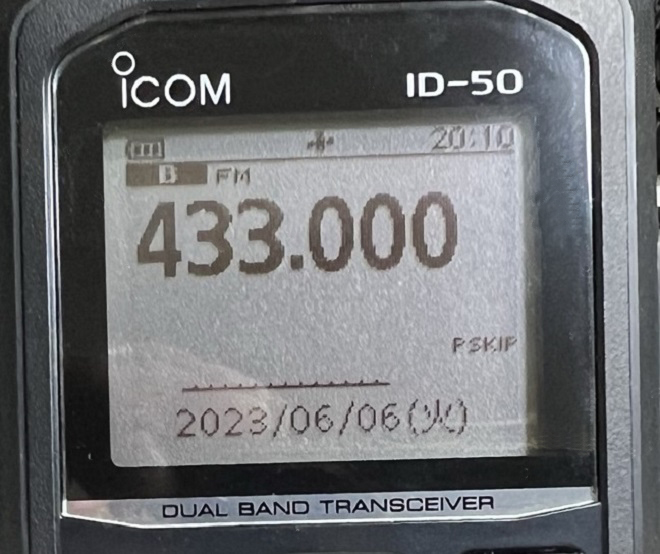 iCOM ID-50
20:10
B FM
433.000
PSKIP
2023/06/06(火)
DUAL BAND TRANSCEIVER